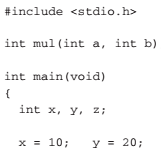 #include <stdio.h>
int mul(int a, int b)
int main(void)
{
int x, y, z;
x = 10;   y = 20;